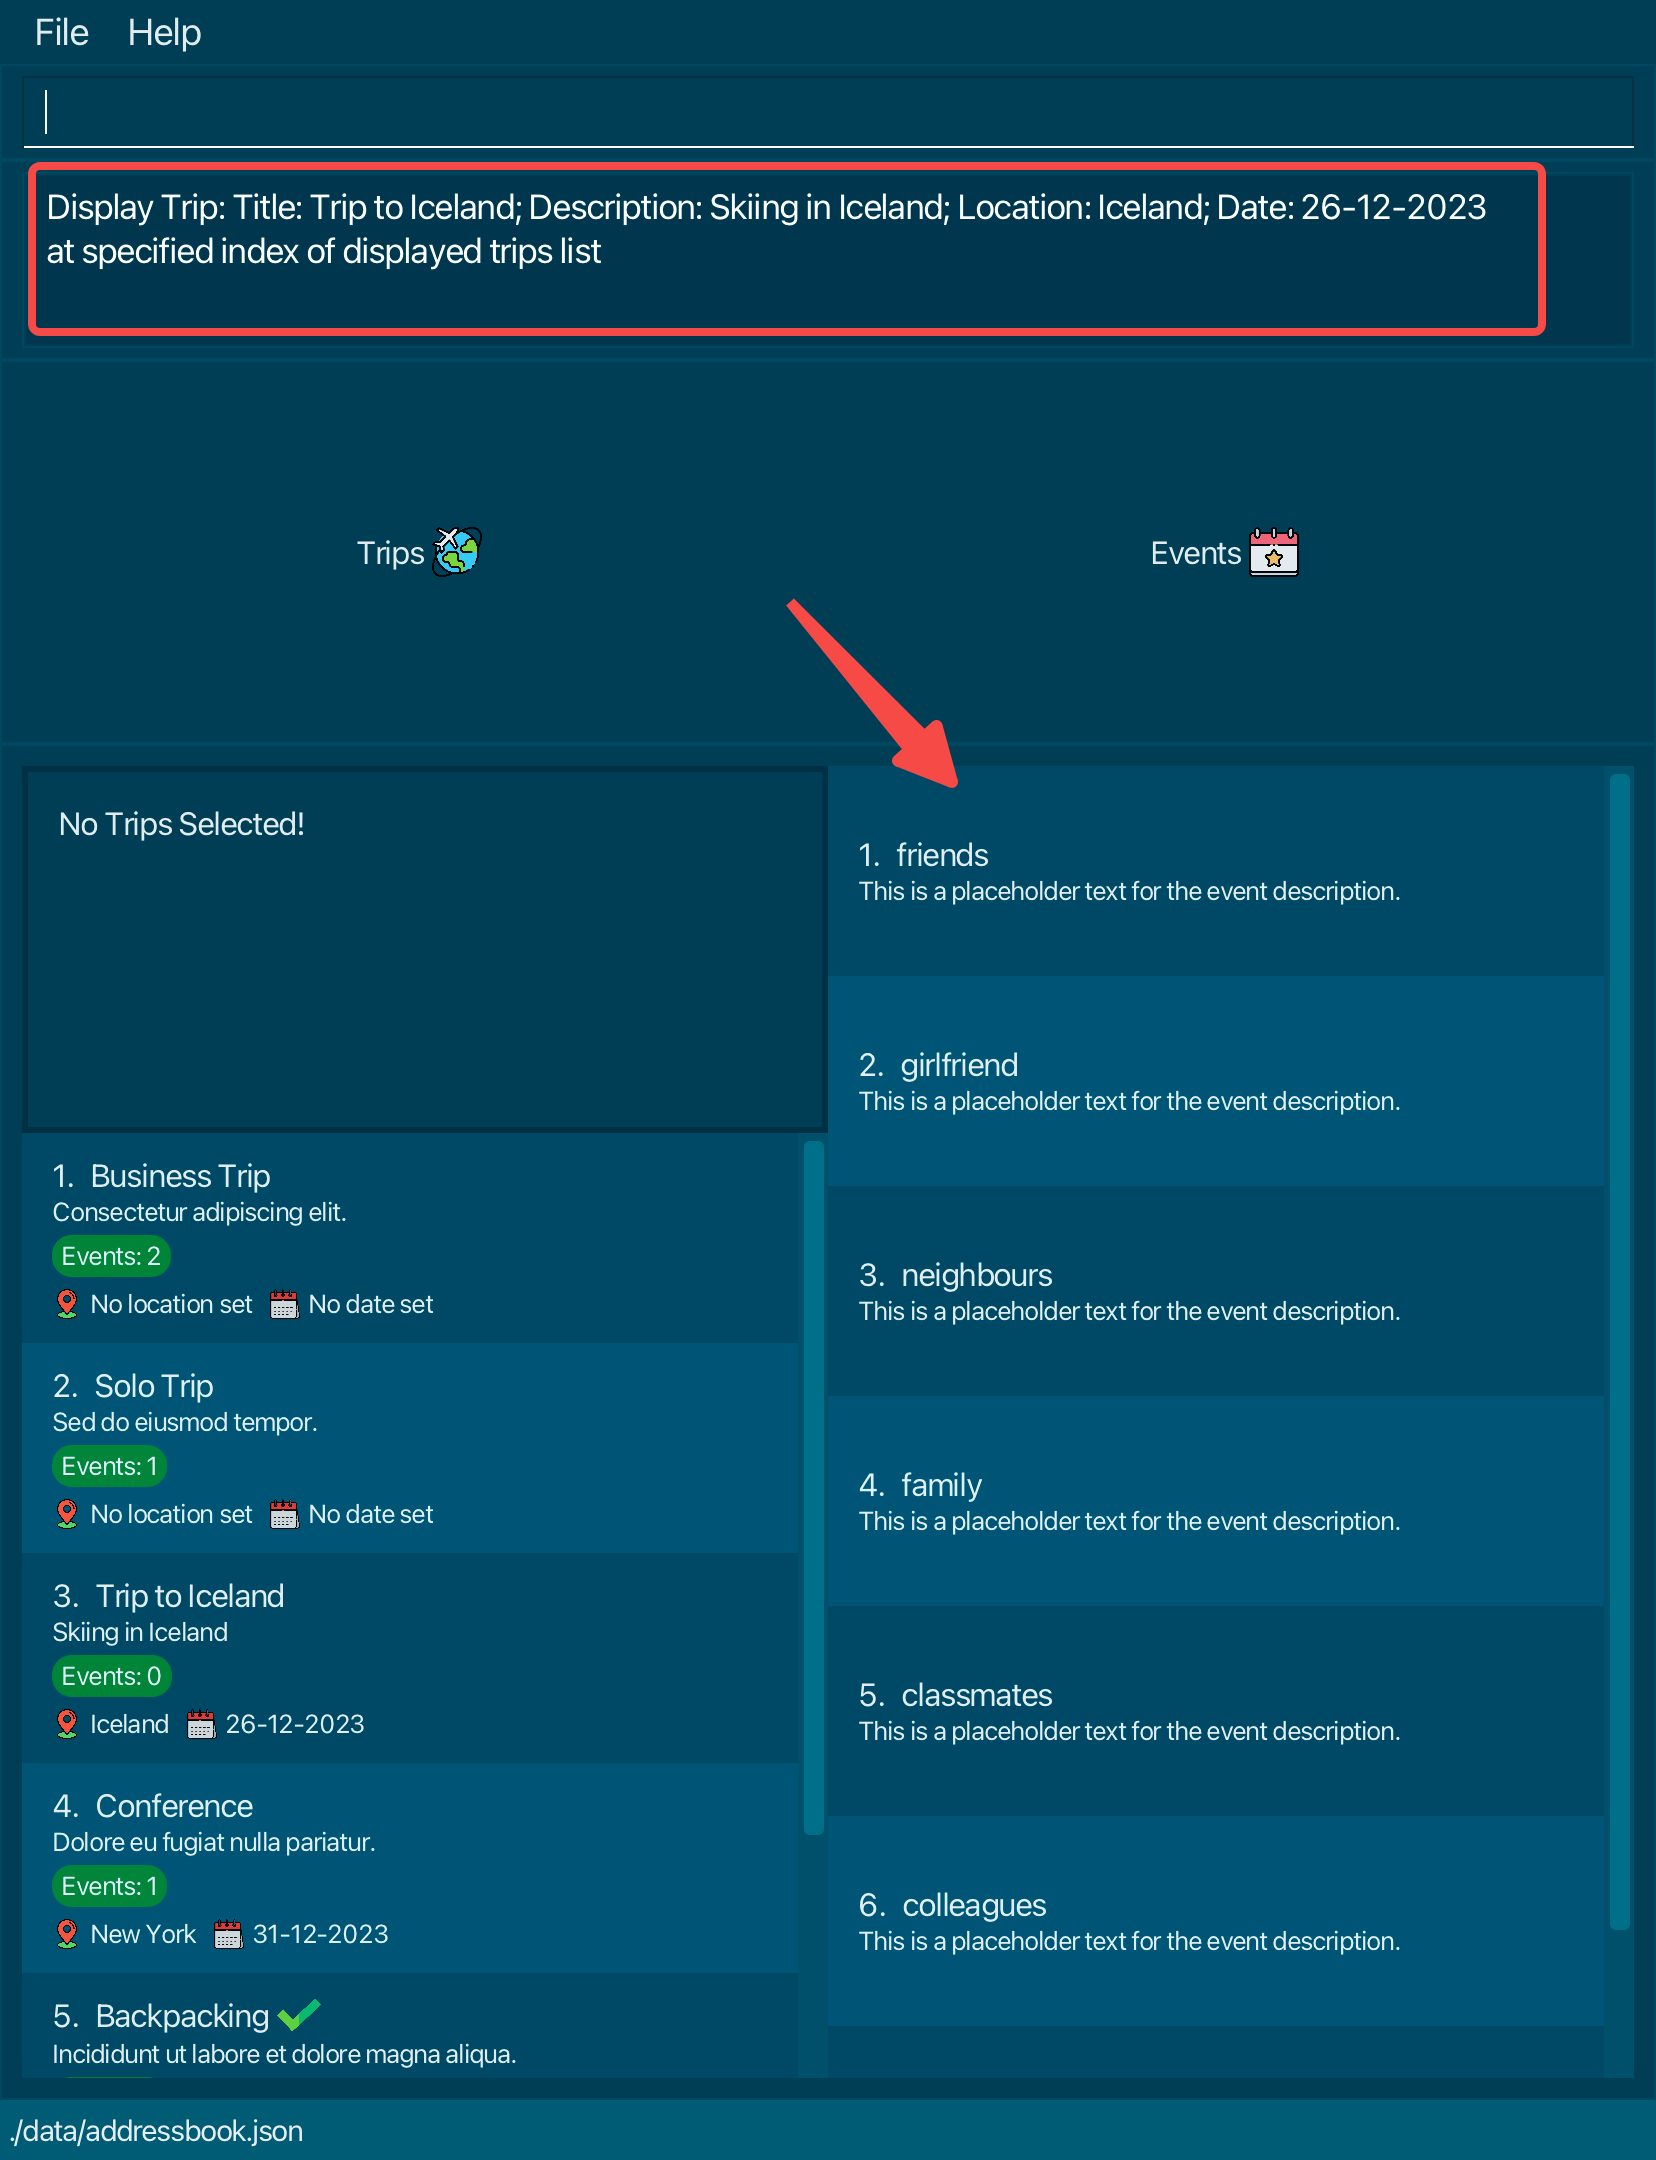 File Help
Display Trip: Title: Trip to Iceland; Description: Skiing in Iceland; Location: Iceland; Date: 26-12-2023
at specified index of displayed trips list
Trips
Events
No Trips Selected!
1. Business Trip
Consectetur adipiscing elit.
Events: 2
No location set No date set
2. Solo Trip
Sed do eiusmod tempor.
Events: 1
No location set No date set
3. Trip to Iceland
Skiing in Iceland
Events: 0
Iceland 26-12-2023
4. Conference
Dolore eu fugiat nulla pariatur.
Events: 1
New York 31-12-2023
5. Backpacking
Incididunt ut labore et dolore magna aliqua.
1. friends
This is a placeholder text for the event description.
2. girlfriend
This is a placeholder text for the event description.
3. neighbours
This is a placeholder text for the event description.
4. family
This is a placeholder text for the event description.
5. classmates
This is a placeholder text for the event description.
6. colleagues
This is a placeholder text for the event description.
./data/addressbook.json